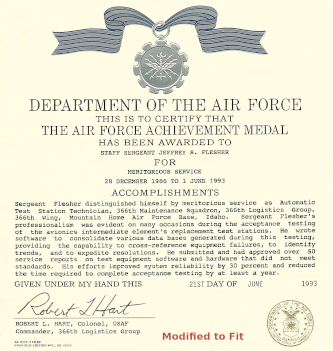 DEPARTMENT OF THE AIR FORCE
THIS IS TO CERTIFY THAT
THE AIR FORCE ACHIEVEMENT MEDAL
HAS BEEN AWARDED TO
STAFF SERGEANT JEFFREY S. FLESHER
FOR
MERITORIOUS SERVICE
28 DECEMBER 1986 TO 1 JUNE 1993
ACCOMPLISHMENTS
Sergeant Flesher distinguished himself by meritorious service as Automatic
Test Station Technician, 366th Maintenance Squadron, 366th Logistics Group,
366th Wing, Mountain Home Air Force Base, Idaho. Sergeant Flesher's
professionalism was evident on many occasions during the acceptance testing
of the avionics intermediate element's replacement test stations. He wrote
software to consolidate various data bases generated during this testing,
providing the capability to cross-reference equipment failures, to identify
trends, and to expedite resolutions. He submitted and had approved over 50
service reports on test equipment software and hardware that did not meet
standards. His efforts improved system reliability by 30 percent and reduced
the time required to complete acceptance testing by at least a year.
GIVEN UNDER MY HAND THIS 21ST DAY OF JUNE 1993
Robert L Hart
ROBERT L. HART, Colonel, USAF
Commander, 366th Logistics Group
Modified to Fit